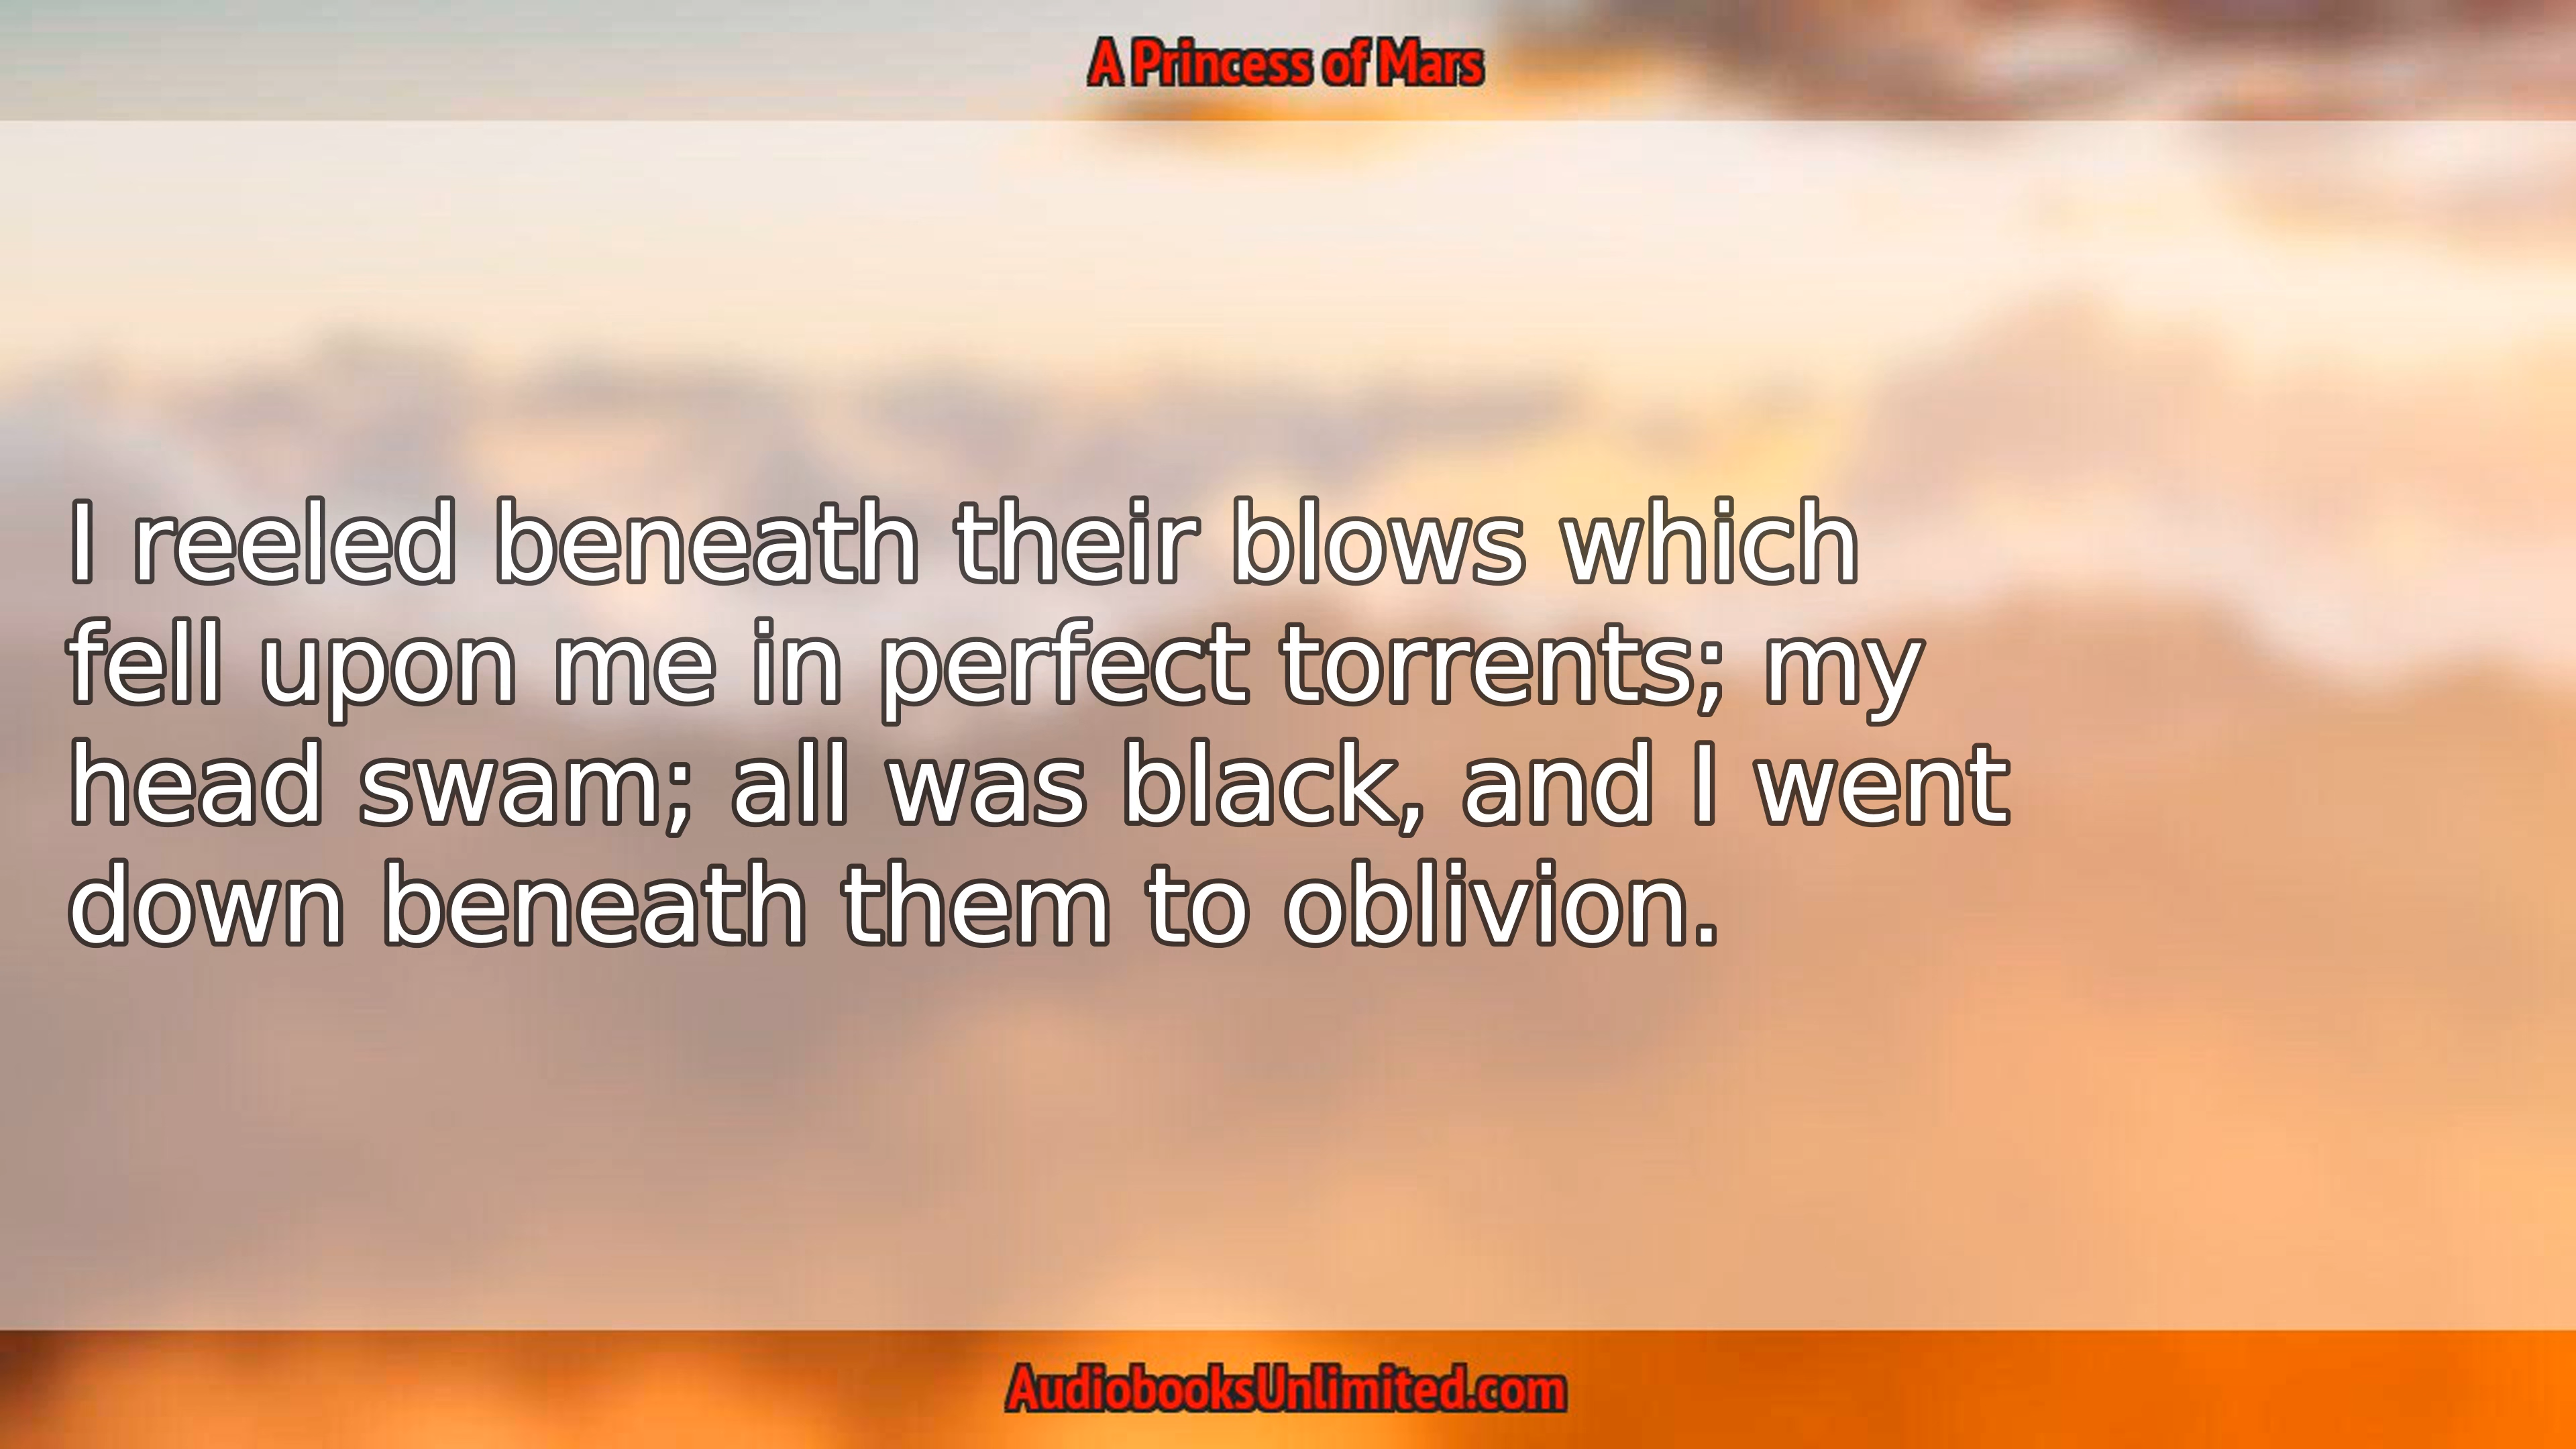 A Princess of Mars
I reeled beneath their blows which
fell upon me in perfect torrents; my
head swam; all was black, and I went
down beneath them to oblivion.
AudiobooksUnlimited.com